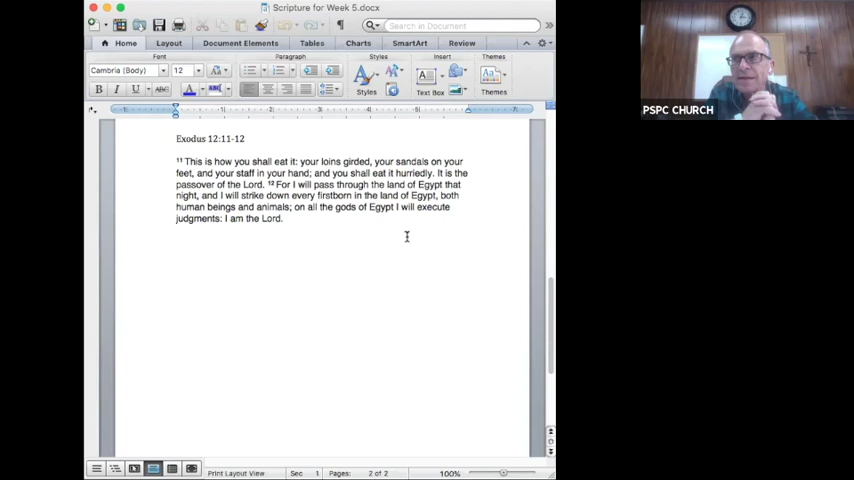 Scripture for Week 5.docx
Search in Document
Home Layout Document Elements Tables Charts SmartArt Review
Font Paragraph Styles Insert Themes
Cambria (Body) 12
B I U ABC A Styles Text Box Themes
PSPC CHURCH
Exodus 12:11-12
11 This is how you shall eat it: your loins girded, your sandals on your
feet, and your staff in your hand; and you shall eat it hurriedly. It is the
passover of the Lord. 12 For I will pass through the land of Egypt that
night, and I will strike down every firstborn in the land of Egypt, both
human beings and animals; on all the gods of Egypt I will execute
judgments: I am the Lord.
Print Layout View Sec 1 Pages: 2 of 2 100%